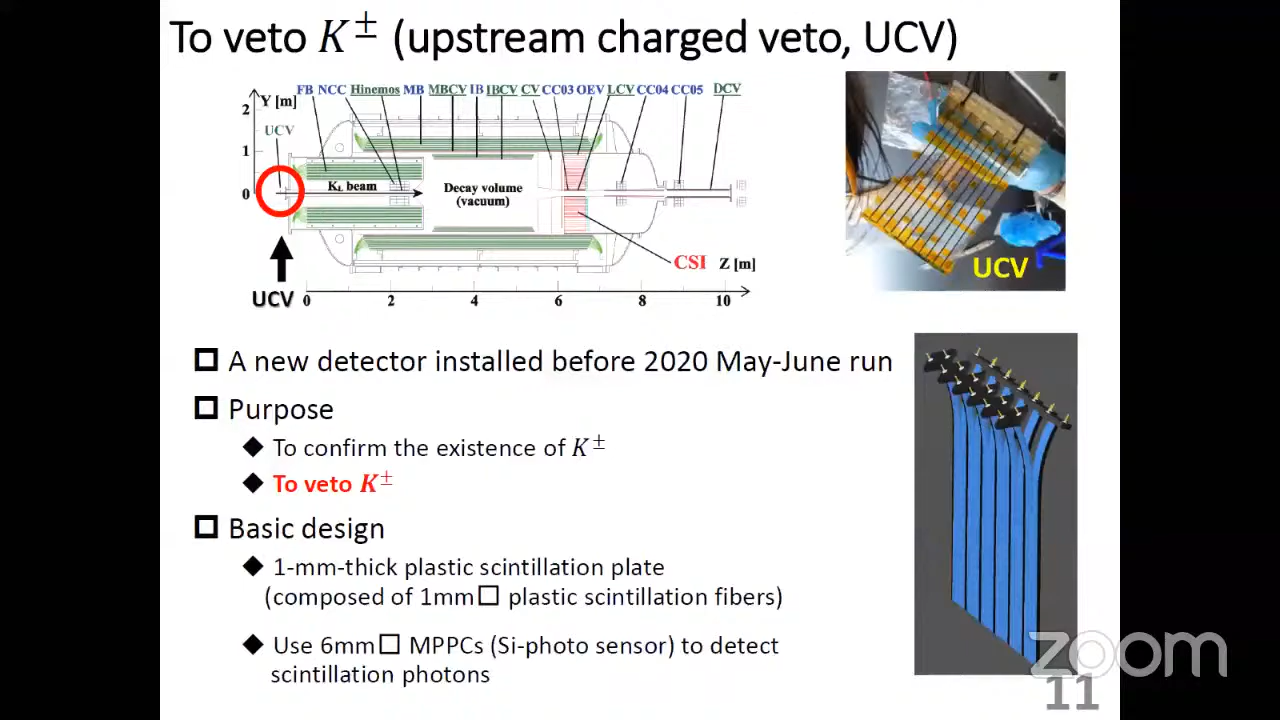 To veto K± (upstream charged veto, UCV)
FB NCC Hinemos MB MBCV IB IBCV CV CC03 OEV LCV CC04 CC05 DCV
Y [m]
2
UCV
1
0
K_L beam
Decay volume
(vacuum)
CSI
Z [m]
UCV
0 2 4 6 8 10
UCV
□ A new detector installed before 2020 May-June run
□ Purpose
◆ To confirm the existence of K±
◆ To veto K±
□ Basic design
◆ 1-mm-thick plastic scintillation plate
(composed of 1mm□ plastic scintillation fibers)
◆ Use 6mm□ MPPCs (Si-photo sensor) to detect
scintillation photons
zoom
11